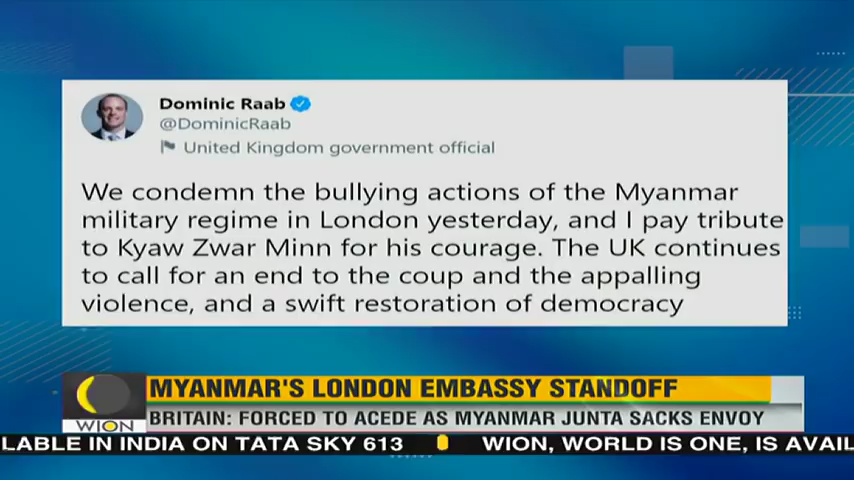 Dominic Raab
@DominicRaab
United Kingdom government official
We condemn the bullying actions of the Myanmar
military regime in London yesterday, and I pay tribute
to Kyaw Zwar Minn for his courage. The UK continues
to call for an end to the coup and the appalling
violence, and a swift restoration of democracy
MYANMAR'S LONDON EMBASSY STANDOFF
BRITAIN: FORCED TO ACEDE AS MYANMAR JUNTA SACKS ENVOY
WION
LABLE IN INDIA ON TATA SKY 613 WION, WORLD IS ONE, IS AVAIL